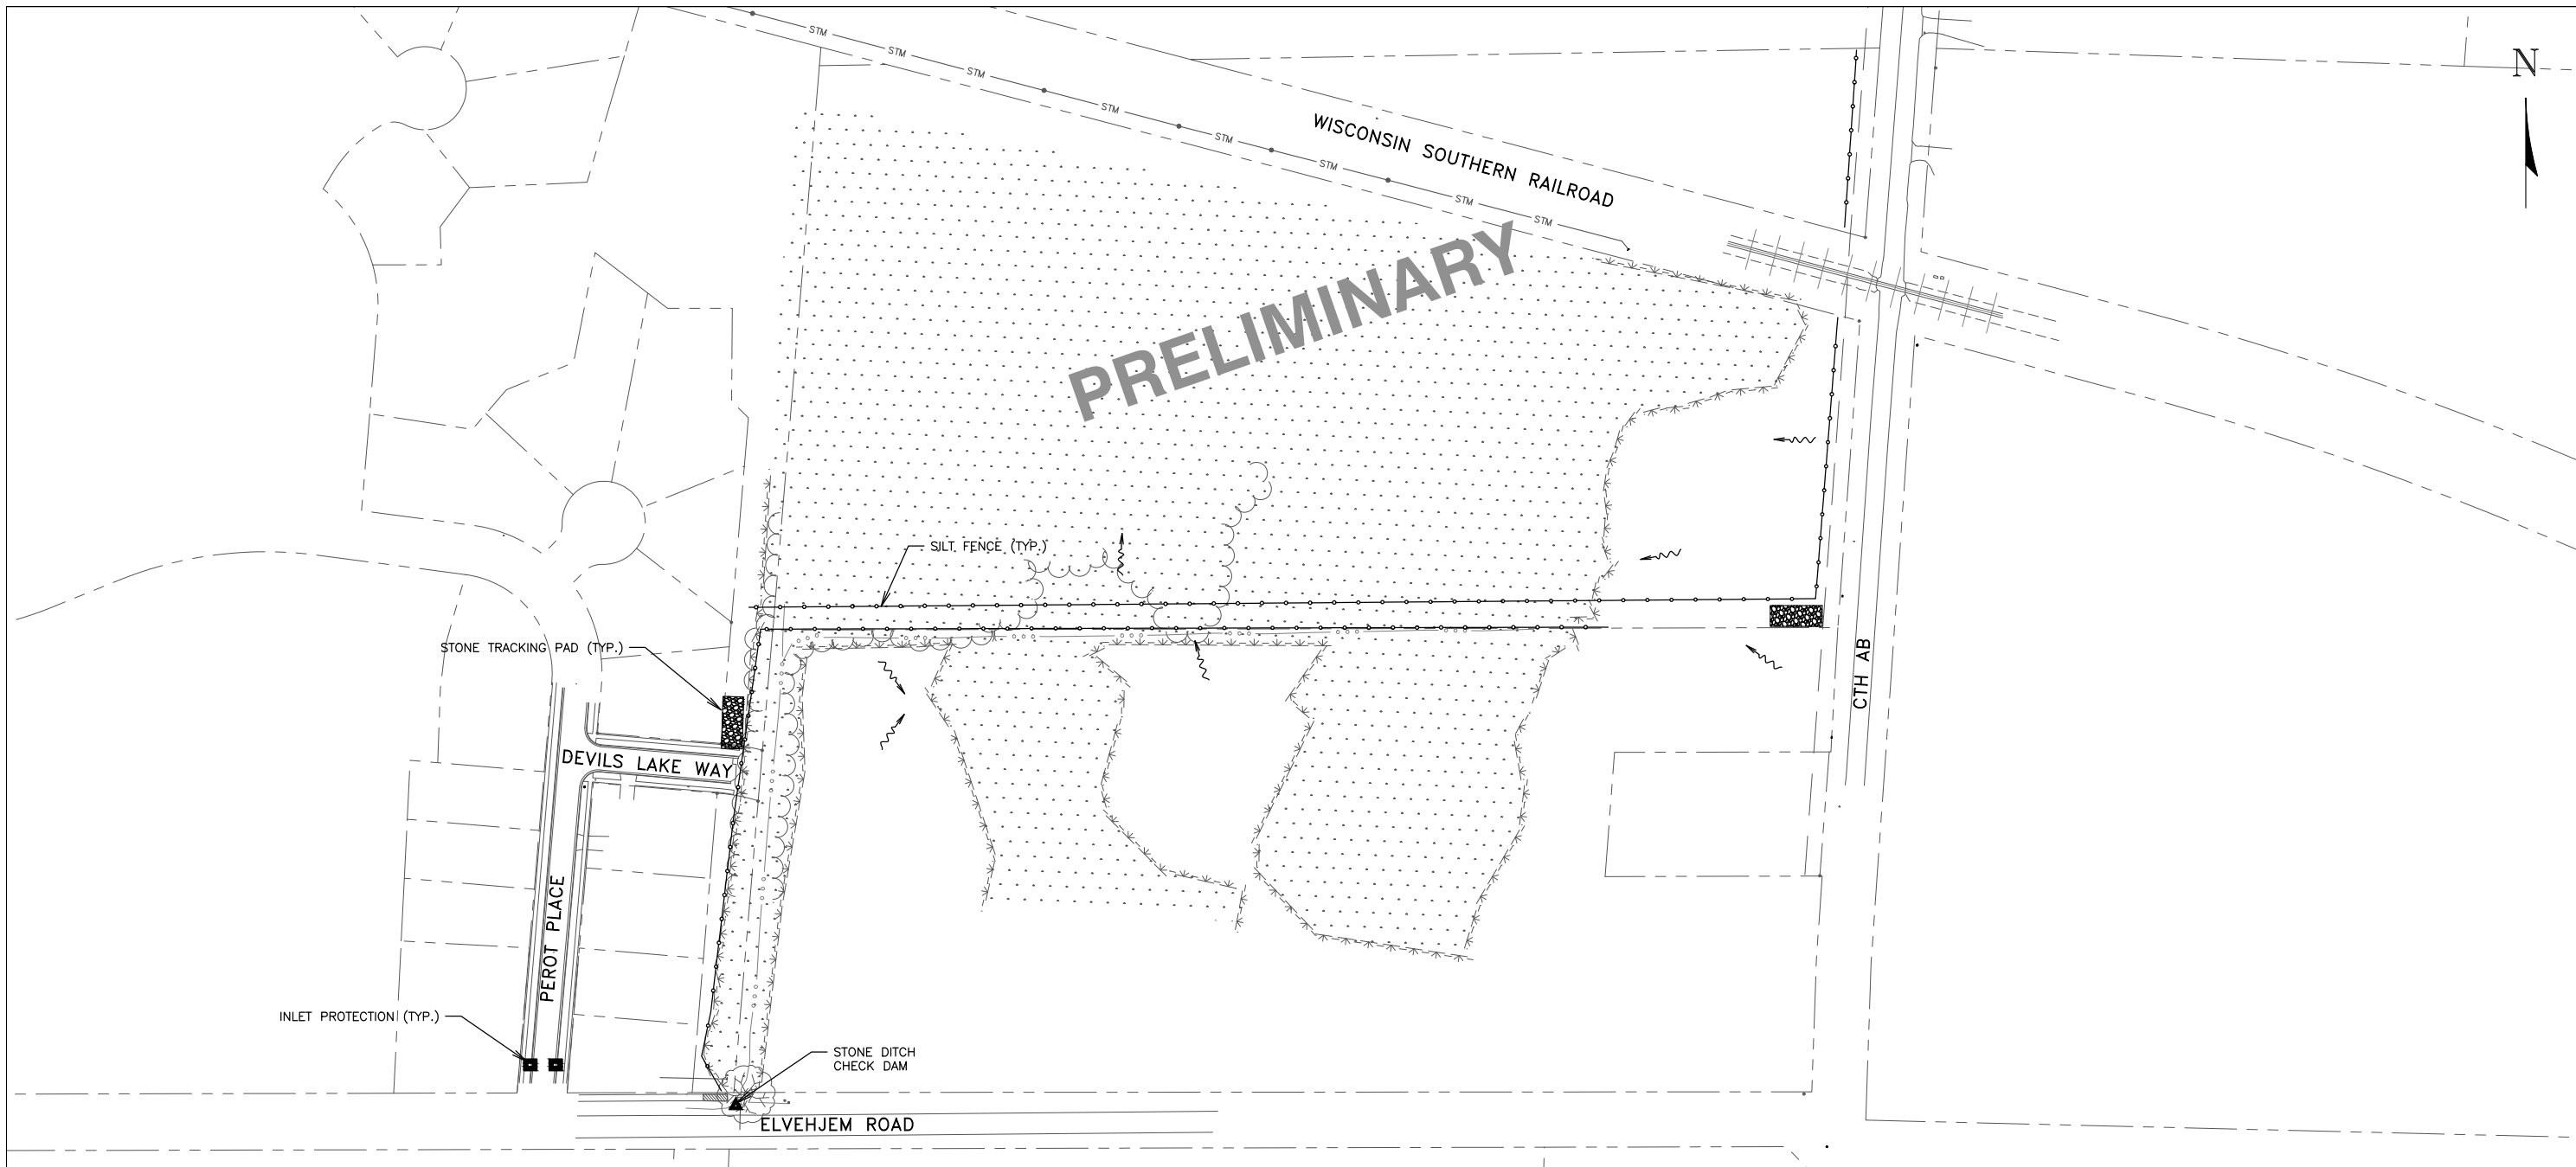 STM
STM
STM
STM
STM
STM
STM
STM
N
WISCONSIN SOUTHERN RAILROAD
PRELIMINARY
SILT FENCE (TYP.)
STONE TRACKING PAD (TYP.)
CTH AB
DEVILS LAKE WAY
PEROT PLACE
INLET PROTECTION (TYP.)
STONE DITCH
CHECK DAM
ELVEHJEM ROAD